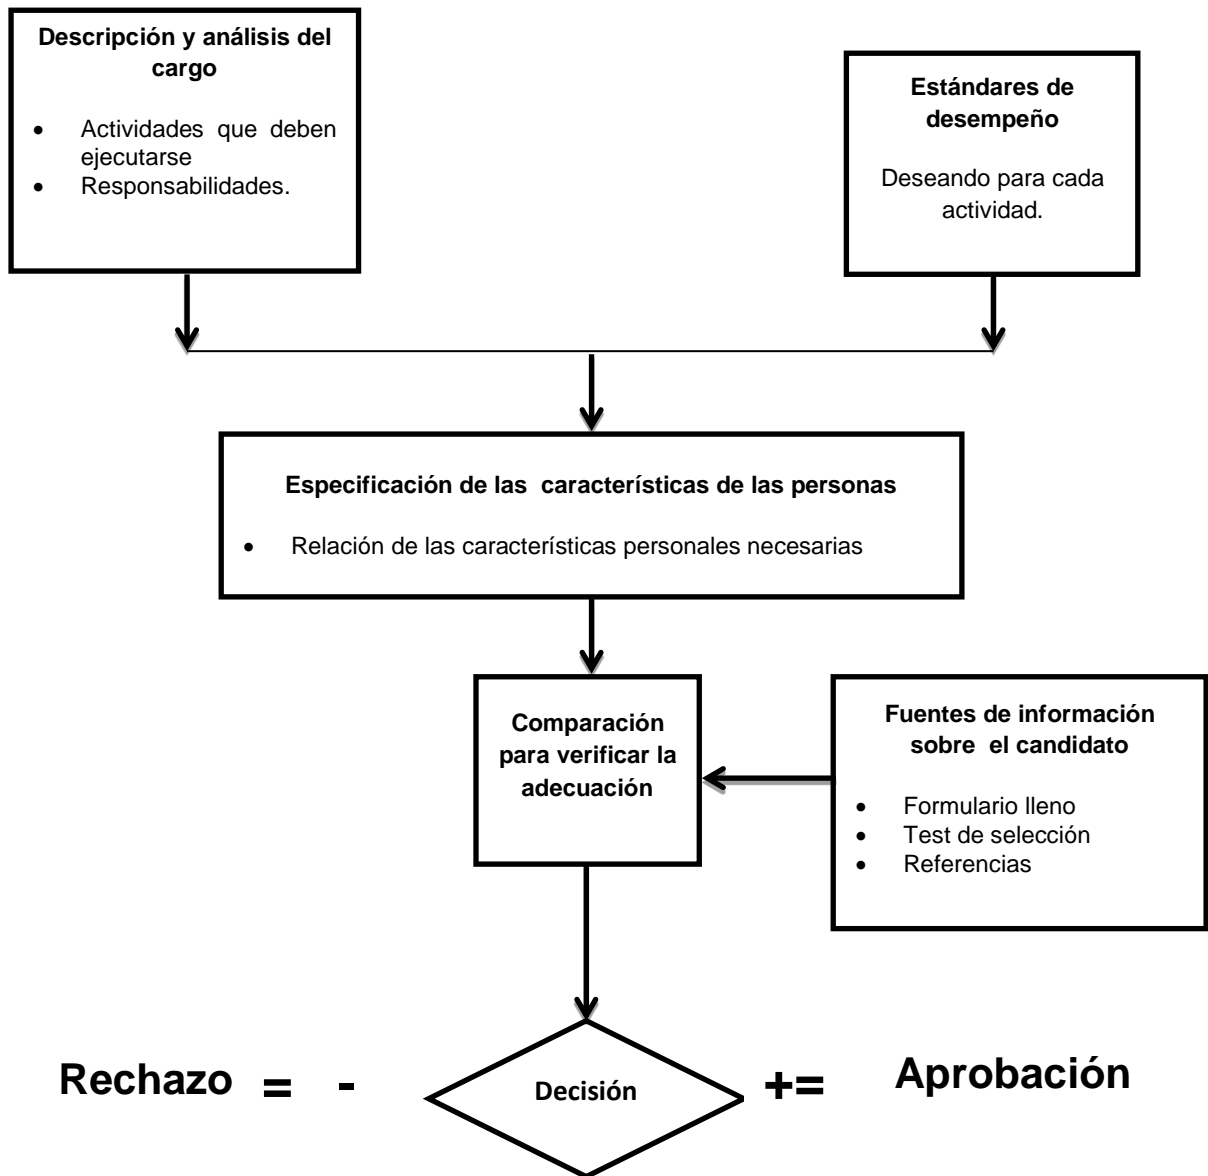 Descripción y análisis del
cargo
• Actividades que deben
ejecutarse
• Responsabilidades.
Estándares de
desempeño
Deseando para cada
actividad.
Especificación de las características de las personas
• Relación de las características personales necesarias
Comparación
para verificar la
adecuación
Fuentes de información
sobre el candidato
• Formulario lleno
• Test de selección
• Referencias
Rechazo = -
Decisión
+= Aprobación